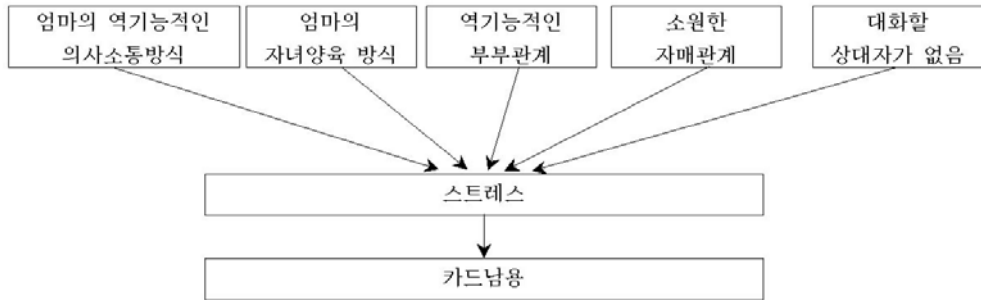 엄마의 역기능적인
의사소통방식
엄마의
자녀양육 방식
역기능적인
부부관계
소원한
자매관계
대화할
상대자가 없음
스트레스
카드남용